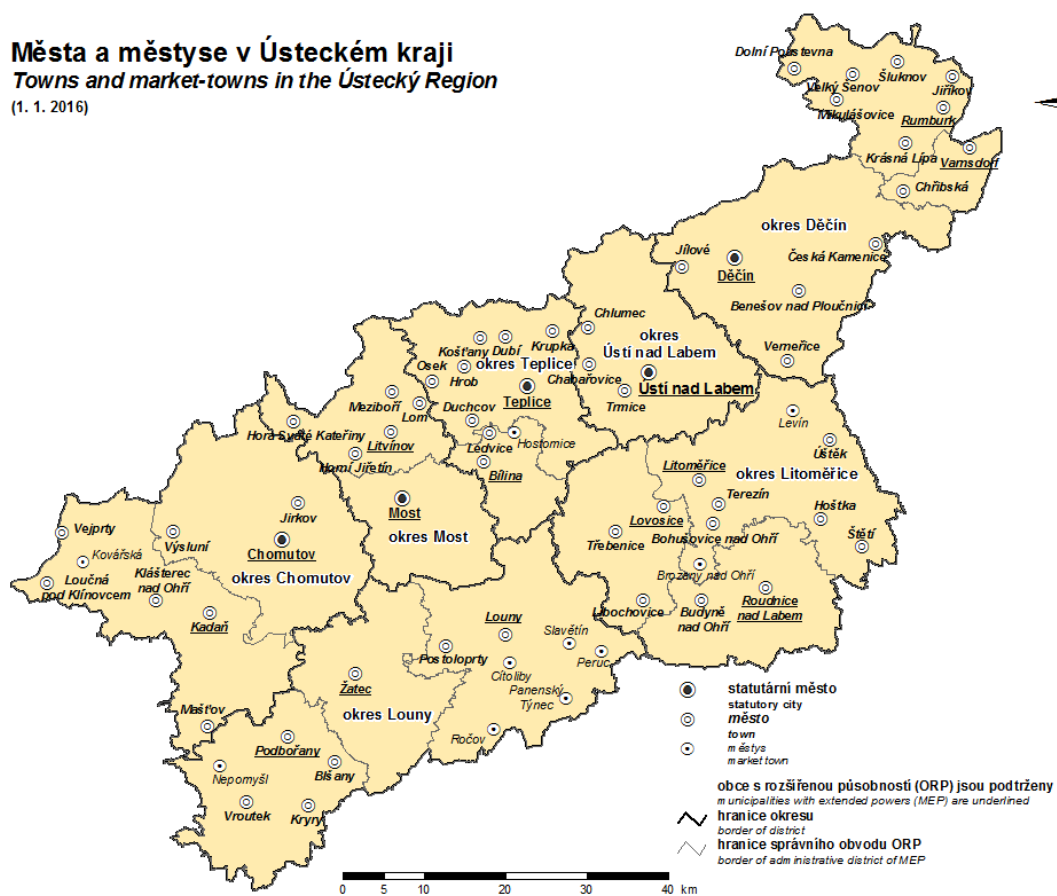 Města a městyse v Ústeckém kraji
Towns and market-towns in the Ústecký Region
(1. 1. 2016)
Dolní Poustevna
Šluknov
Velký Šenov
Jiříkov
Mikulášovice
Rumburk
Krásná Lípa
Varnsdorf
Chřibská
okres Děčín
Jílové
Česká Kamenice
Děčín
Benešov nad Ploučnicí
Verneřice
Chlumec
okres
Ústí nad Labem
Chabařovice
Ústí nad Labem
Trmice
Košťany
Dubí
Krupka
Osek
okres Teplice
Hrob
Teplice
Duchcov
Ledvice
Hostomice
Bílina
Meziboří
Lom
Hora Svaté Kateřiny
Litvínov
Horní Jiřetín
Most
okres Most
Levín
Úštěk
Litoměřice
okres Litoměřice
Terezín
Hoštka
Lovosice
Bohušovice nad Ohří
Štětí
Třebenice
Brozany nad Ohří
Libochovice
Budyně
nad Ohří
Roudnice
nad Labem
Jirkov
Vejprty
Výsluní
Chomutov
Kovářská
okres Chomutov
Loučná
pod Klínovcem
Klášterec
nad Ohří
Kadaň
Mašťov
Louny
Slavětín
Postoloprty
Peruc
Cítoliby
Panenský
Týnec
Žatec
okres Louny
Ročov
Podbořany
Nepomyšl
Blšany
Vroutek
Kryry
statutární město
statutory city
město
town
městys
market town
obce s rozšířenou působností (ORP) jsou podtrženy
municipalities with extended powers (MEP) are underlined
hranice okresu
border of district
hranice správního obvodu ORP
border of administrative district of MEP
0 5 10 20 30 40 km